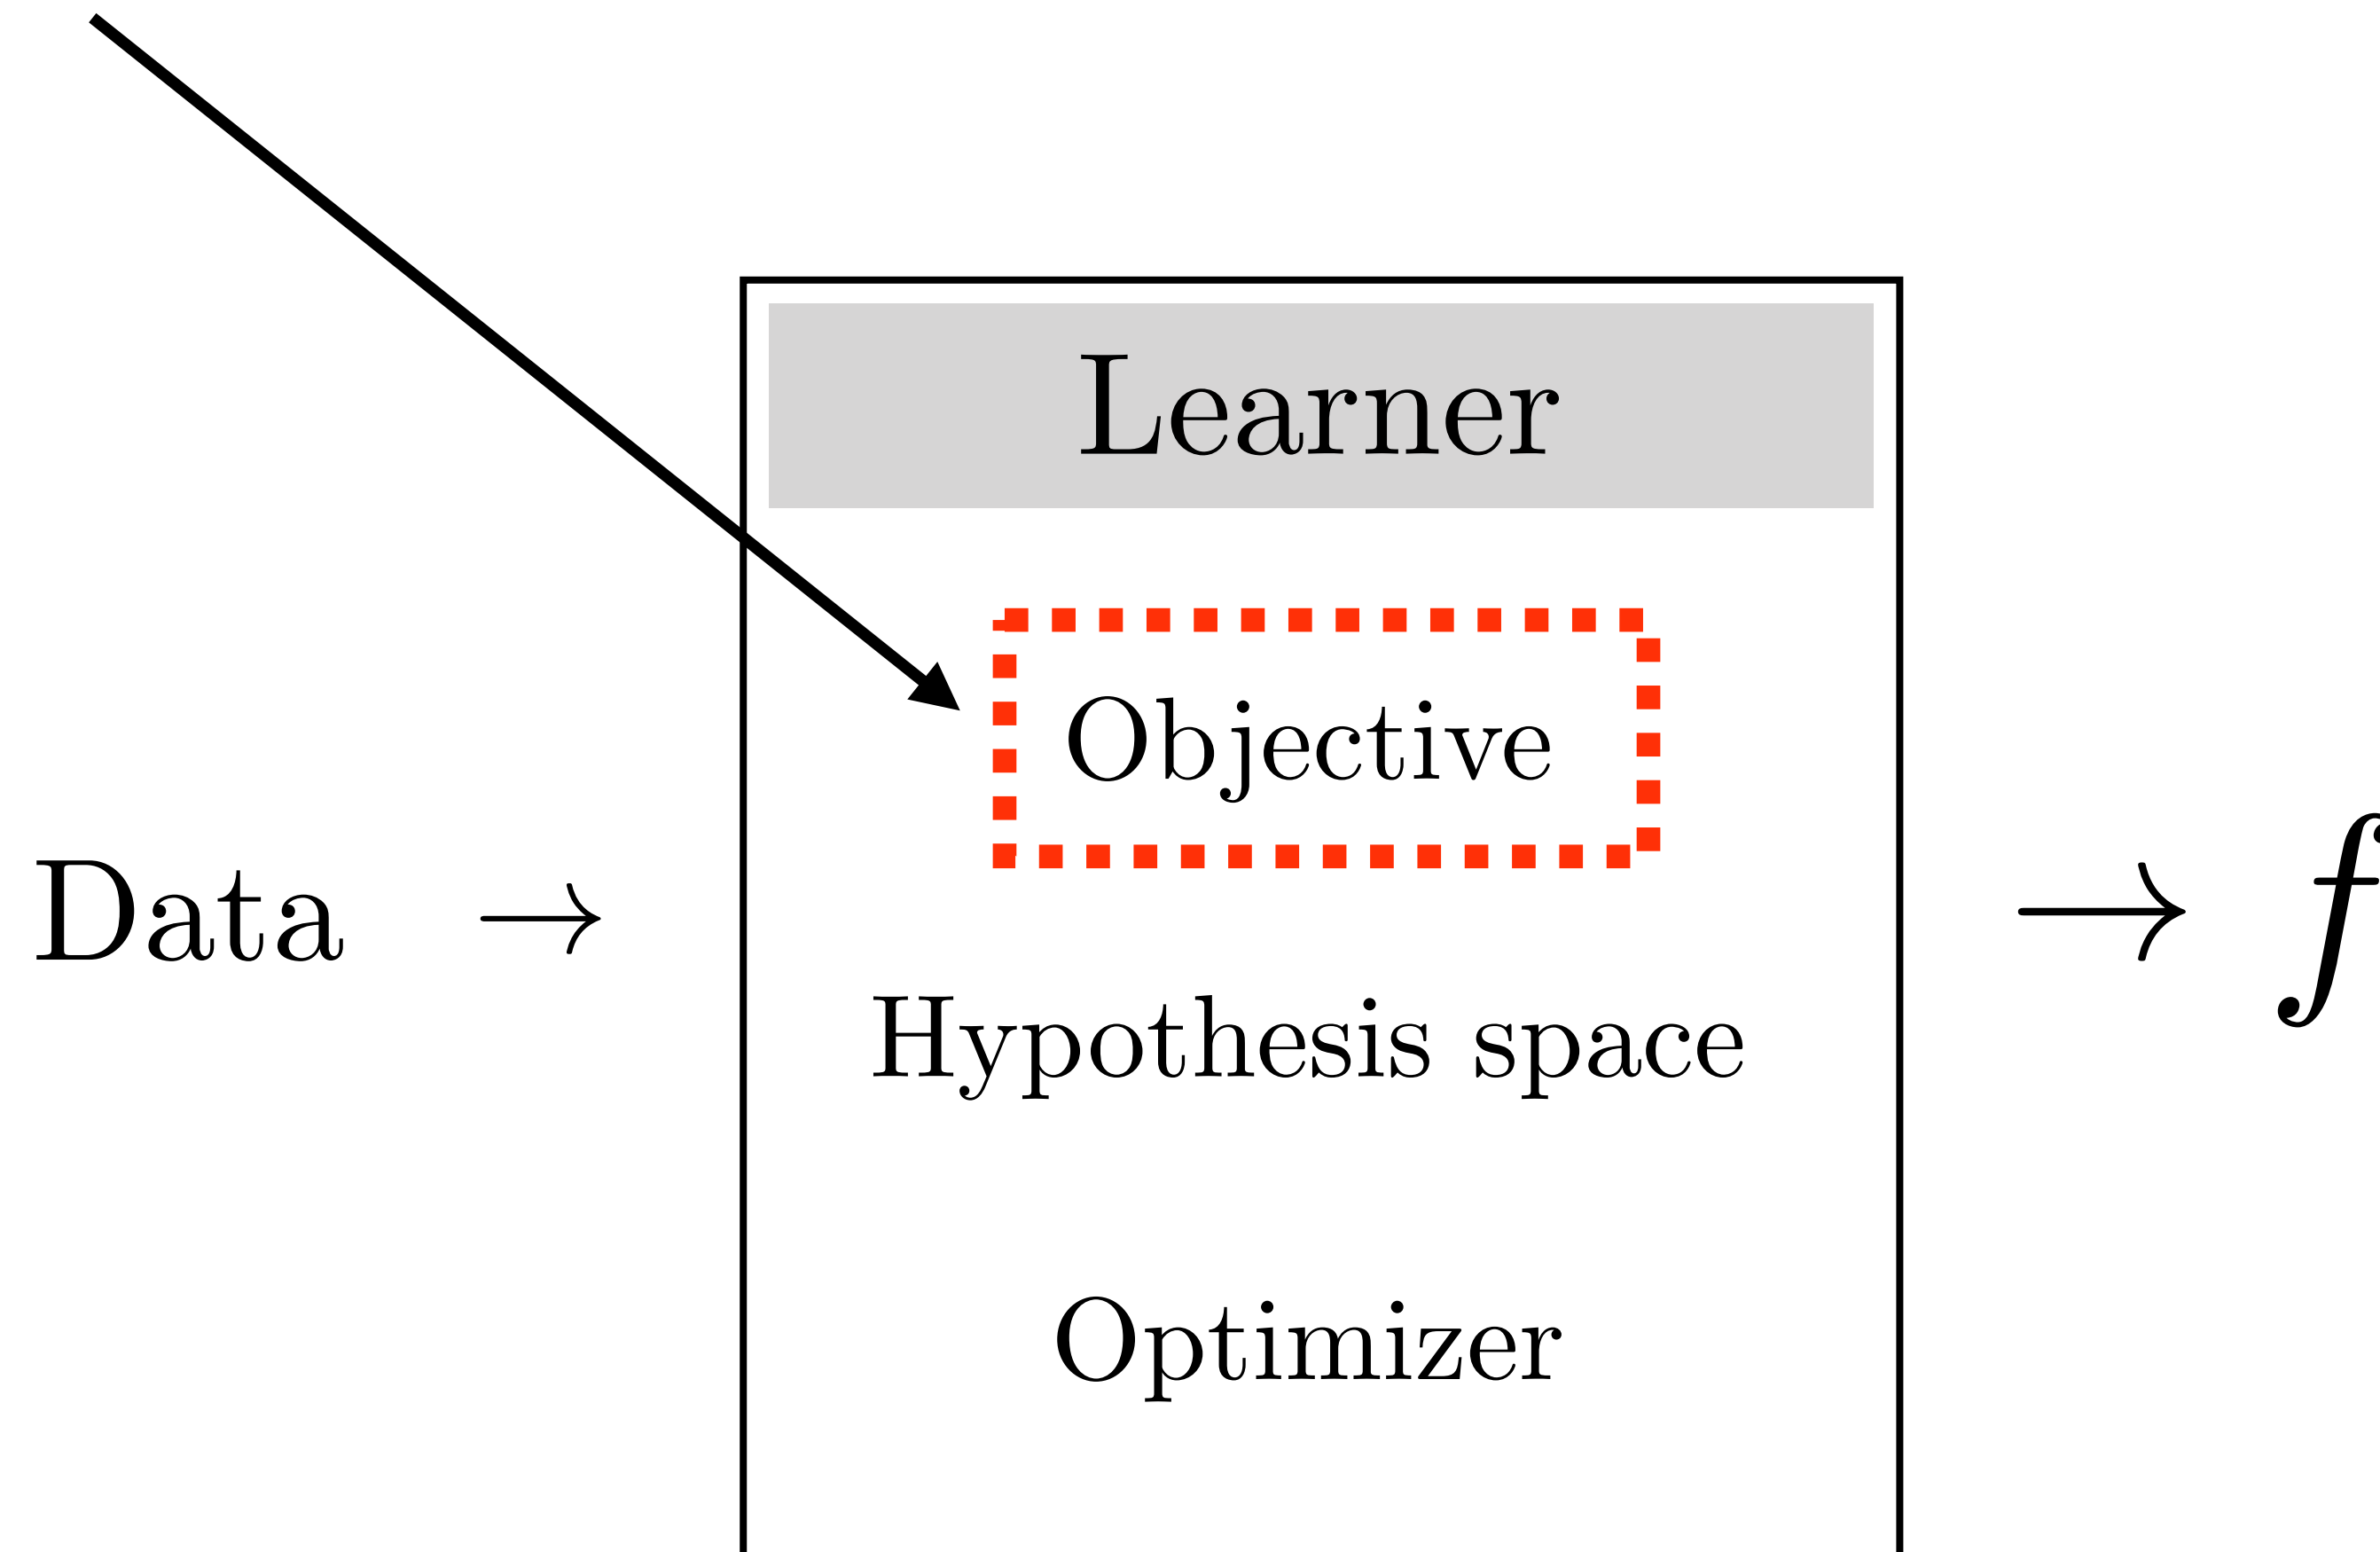 Learner
Objective
Data →
Hypothesis space
Optimizer
→ f